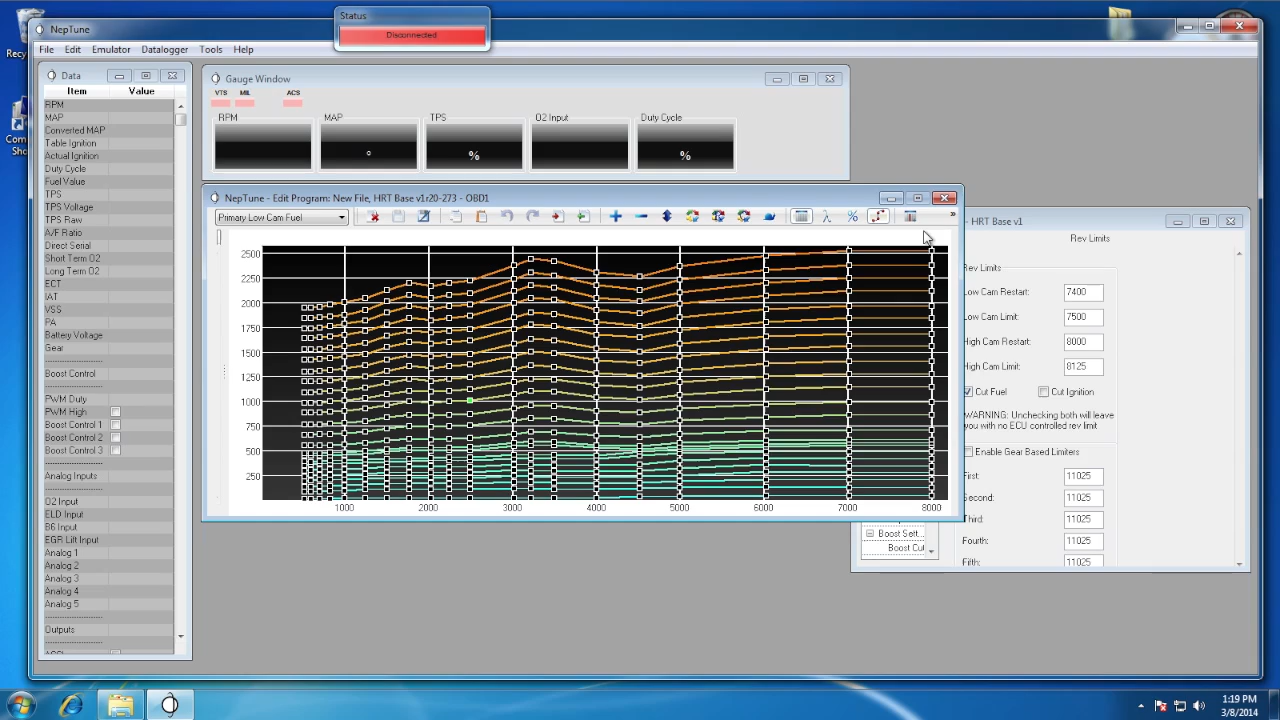 Status
Disconnected
NepTune
File Edit Emulator Datalogger Tools Help
Recy
Com
Sho
Data
Item Value
RPM
MAP
Converted MAP
Table Ignition
Actual Ignition
Duty Cycle
Fuel Value
TPS
TPS Voltage
TPS Raw
A/F Ratio
Direct Serial
Short Term O2
Long Term O2
ECT
IAT
VSS
PA
Battery Voltage
Gear
Boost Control
PWM Duty
PWM High
Boost Control 1
Boost Control 2
Boost Control 3
Analog Inputs
O2 Input
ELD Input
B6 Input
EGR Lift Input
Analog 1
Analog 2
Analog 3
Analog 4
Analog 5
Outputs
Gauge Window
VTS MIL ACS
RPM MAP TPS O2 Input Duty Cycle
° % %
NepTune - Edit Program: New File, HRT Base v1r20-273 - OBD1
Primary Low Cam Fuel
λ % »
2500
2250
2000
1750
1500
1250
1000
750
500
250
1000 2000 3000 4000 5000 6000 7000 8000
- HRT Base v1
Rev Limits
Rev Limits
Low Cam Restart: 7400
Low Cam Limit: 7500
High Cam Restart: 8000
High Cam Limit: 8125
Cut Fuel Cut Ignition
WARNING: Unchecking both will leave
you with no ECU controlled rev limit
Enable Gear Based Limiters
First: 11025
Second: 11025
Third: 11025
Fourth: 11025
Fifth: 11025
Boost Sett...
Boost Cut
1:19 PM
3/8/2014